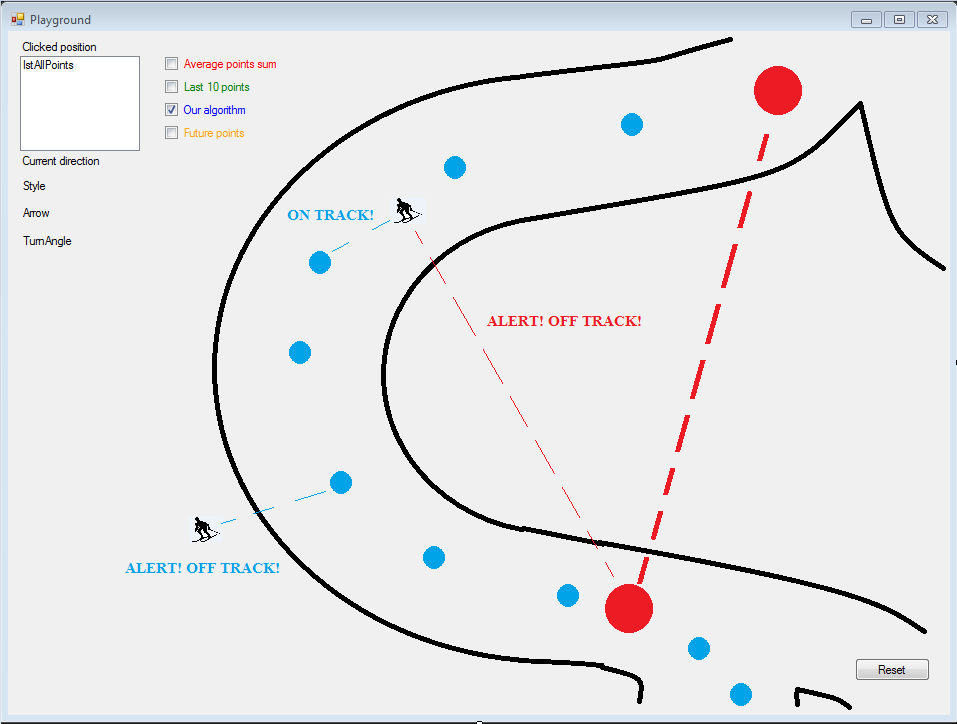 Playground
Clicked position
lstAllPoints
Average points sum
Last 10 points
Our algorithm
Future points
Current direction
Style
Arrow
TurnAngle
ON TRACK!
ALERT! OFF TRACK!
ALERT! OFF TRACK!
Reset